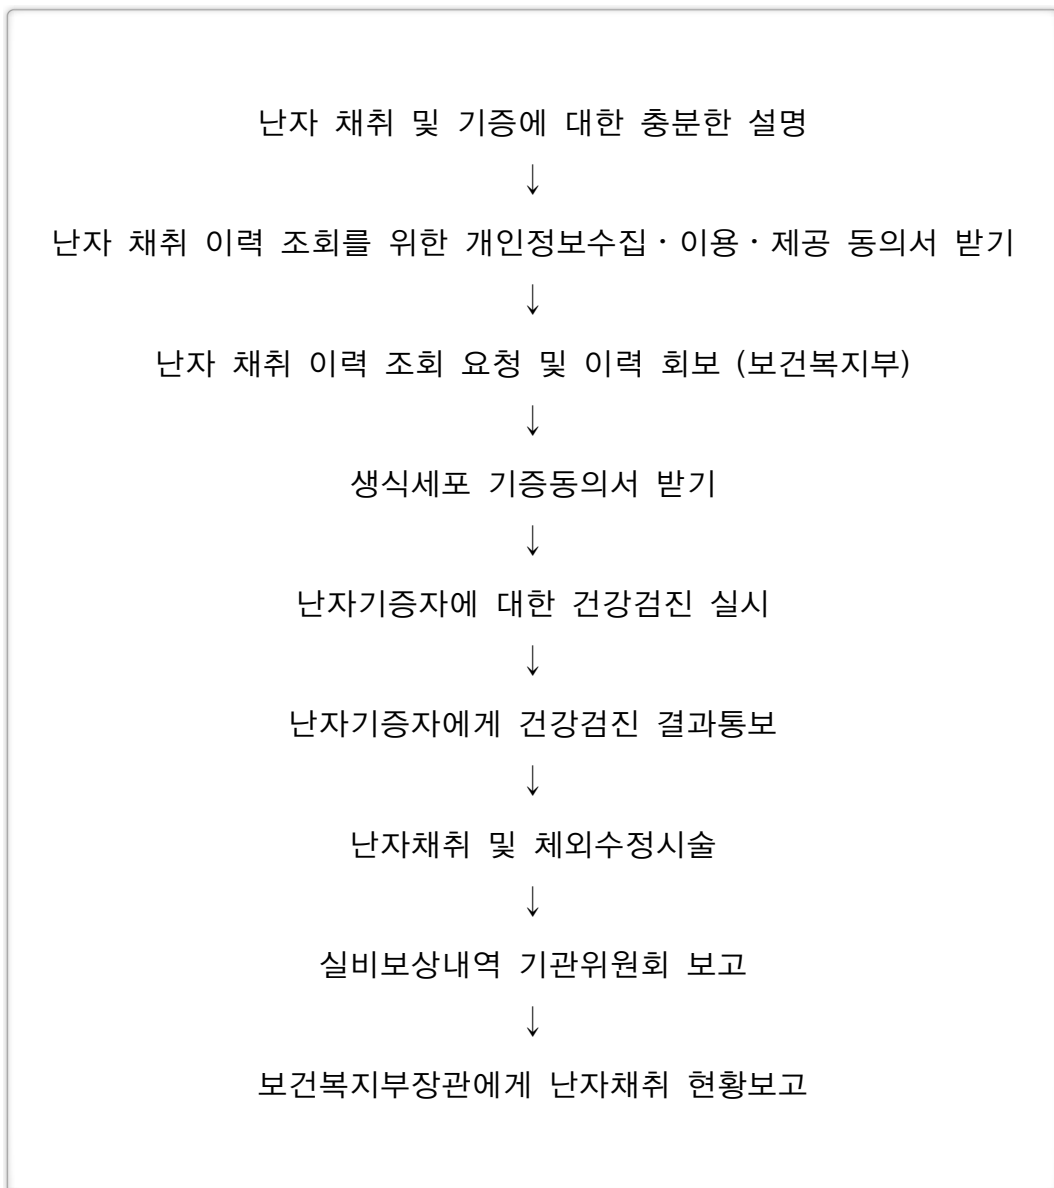 난자 채취 및 기증에 대한 충분한 설명
↓
난자 채취 이력 조회를 위한 개인정보수집·이용·제공 동의서 받기
↓
난자 채취 이력 조회 요청 및 이력 회보 (보건복지부)
↓
생식세포 기증동의서 받기
↓
난자기증자에 대한 건강검진 실시
↓
난자기증자에게 건강검진 결과통보
↓
난자채취 및 체외수정시술
↓
실비보상내역 기관위원회 보고
↓
보건복지부장관에게 난자채취 현황보고